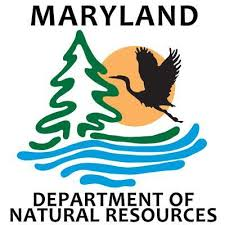 MARYLAND
DEPARTMENT OF
NATURAL RESOURCES